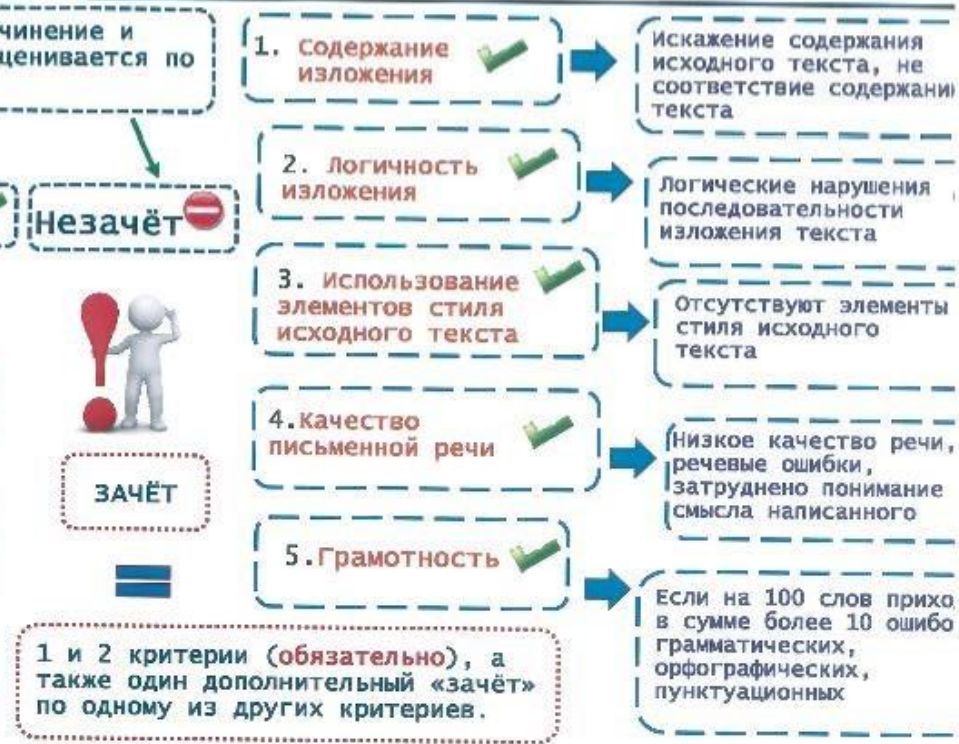 чинение и
ценивается по
Незачёт
ЗАЧЁТ
1 и 2 критерии (обязательно), а
также один дополнительный «зачёт»
по одному из других критериев.
1. Содержание
изложения
Искажение содержания
исходного текста, не
соответствие содержани
текста
2. Логичность
изложения
Логические нарушения
последовательности
изложения текста
3. Использование
элементов стиля
исходного текста
Отсутствуют элементы
стиля исходного
текста
4.Качество
письменной речи
Низкое качество речи,
речевые ошибки,
затруднено понимание
смысла написанного
5.Грамотность
Если на 100 слов прихо
в сумме более 10 ошибо
грамматических,
орфографических,
пунктуационных